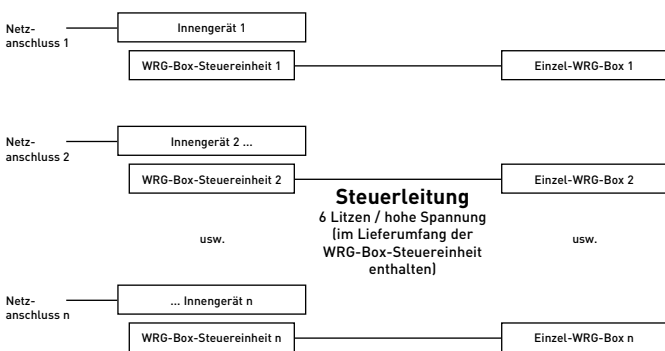 Netz-
anschluss 1
Innengerät 1
WRG-Box-Steuereinheit 1
Einzel-WRG-Box 1
Netz-
anschluss 2
Innengerät 2 ...
WRG-Box-Steuereinheit 2
Einzel-WRG-Box 2
Steuerleitung
6 Litzen / hohe Spannung
(im Lieferumfang der
WRG-Box-Steuereinheit
enthalten)
usw.
usw.
Netz-
anschluss n
... Innengerät n
WRG-Box-Steuereinheit n
Einzel-WRG-Box n